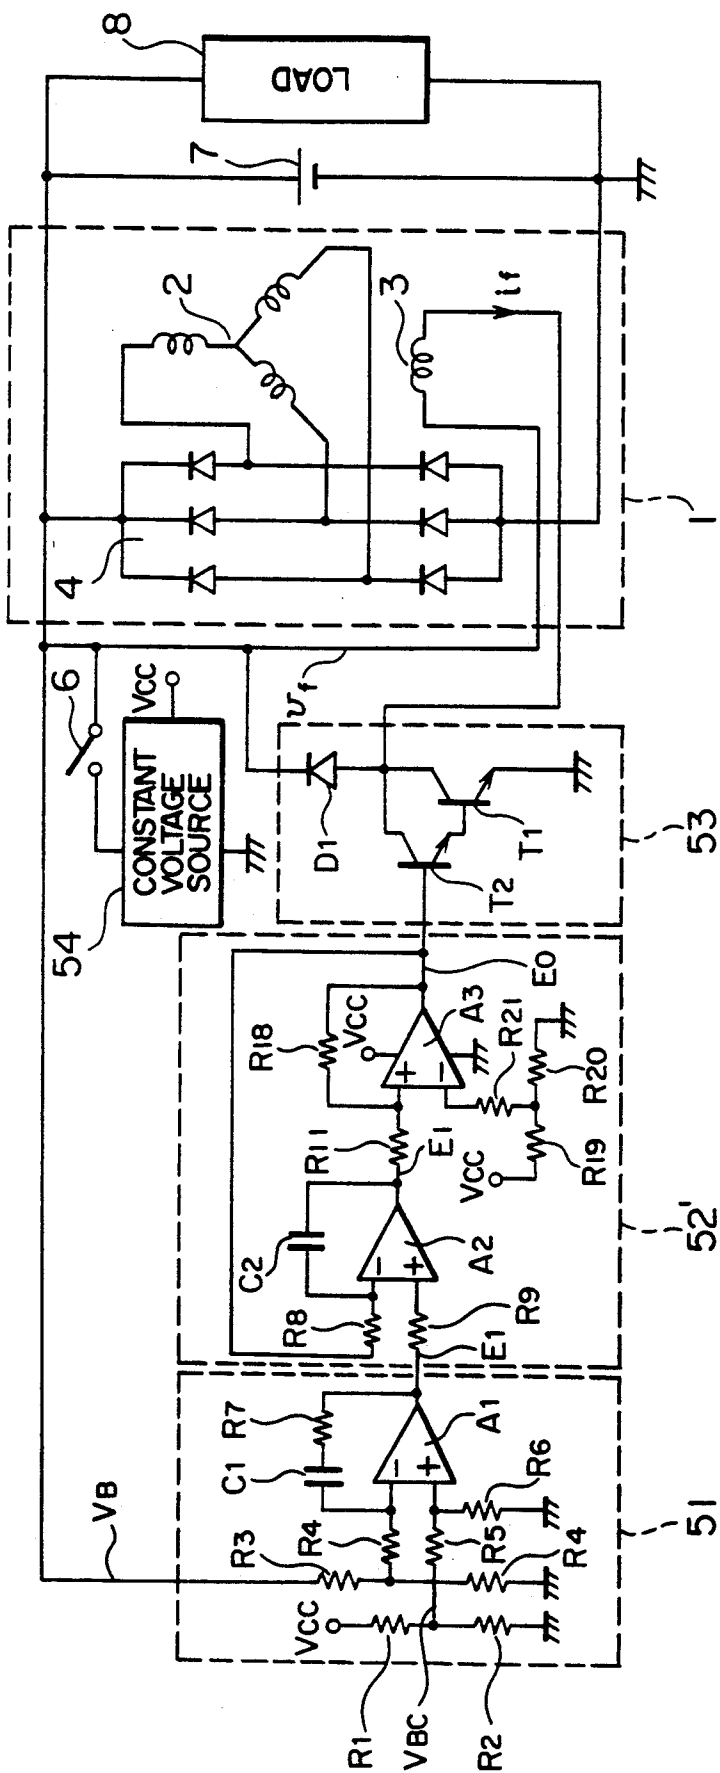 8
LOAD
7
2
3
if
4
1
6
VCC
CONSTANT
VOLTAGE
SOURCE
54
vf
D1
T1
T2
53
E0
R18
VCC
A3
R21
R20
R11
E1
VCC
R19
C2
A2
R8
R9
E1
52'
R7
C1
A1
R6
VB
R3
R4
R5
R4
51
VCC
R1
VBC
R2